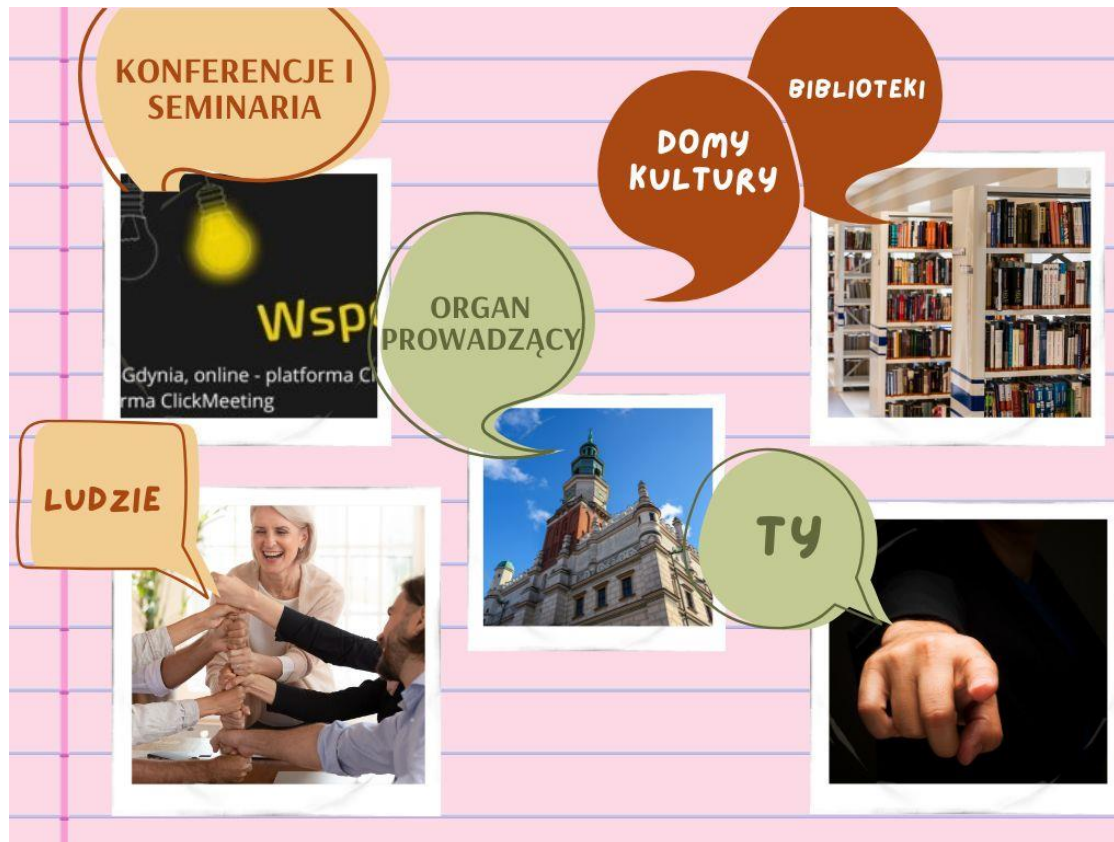 KONFERENCJE I
SEMINARIA
BIBLIOTEKI
DOMY
KULTURY
ORGAN
PROWADZĄCY
Wsp
Gdynia, online - platforma Cl
rma ClickMeeting
LUDZIE
TY